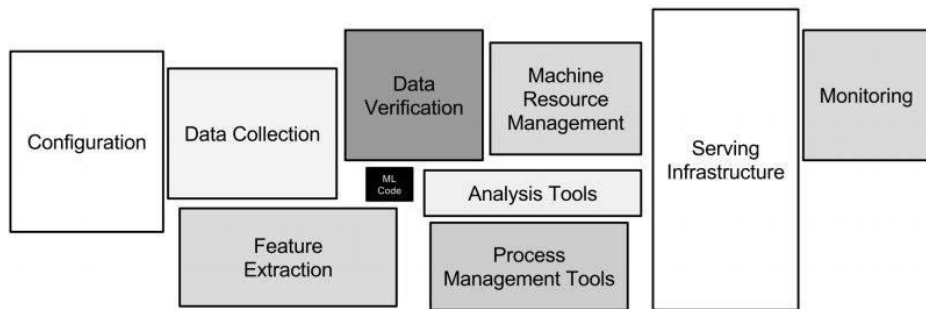 Configuration
Data Collection
Data
Verification
Machine
Resource
Management
Monitoring
Serving
Infrastructure
ML
Code
Analysis Tools
Feature
Extraction
Process
Management Tools